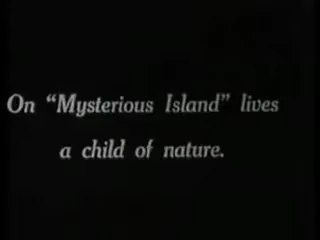 On “Mysterious Island” lives
a child of nature.